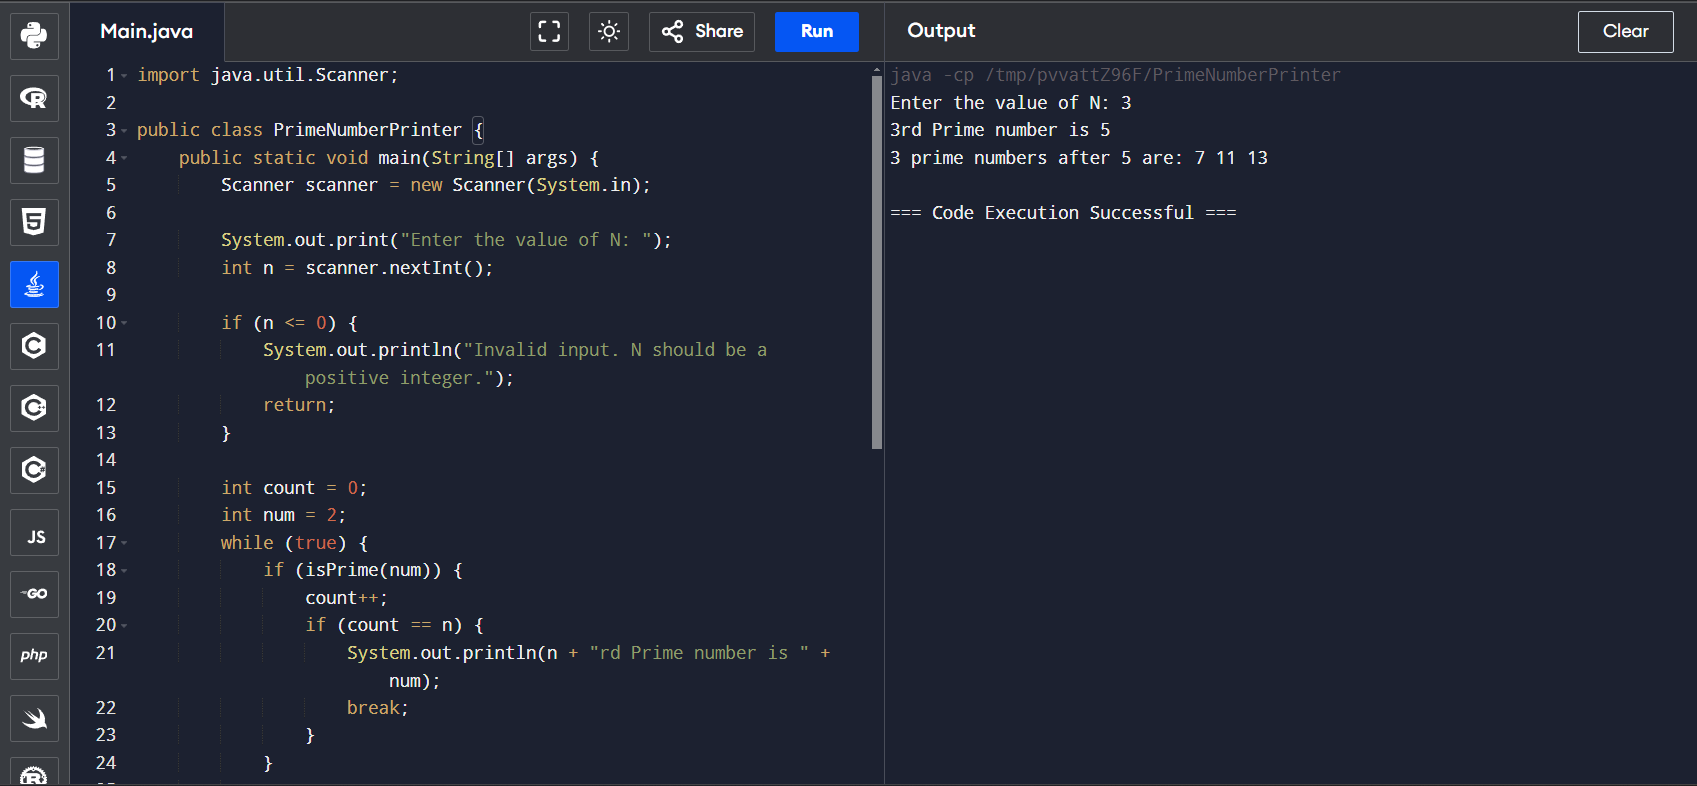 Main.java
Share
Run
Output
Clear
1 import java.util.Scanner;
2
3 public class PrimeNumberPrinter {
4 public static void main(String[] args) {
5 Scanner scanner = new Scanner(System.in);
6
7 System.out.print("Enter the value of N: ");
8 int n = scanner.nextInt();
9
10 if (n <= 0) {
11 System.out.println("Invalid input. N should be a
positive integer.");
12 return;
13 }
14
15 int count = 0;
16 int num = 2;
17 while (true) {
18 if (isPrime(num)) {
19 count++;
20 if (count == n) {
21 System.out.println(n + "rd Prime number is " +
num);
22 break;
23 }
24 }
java -cp /tmp/pvvattZ96F/PrimeNumberPrinter
Enter the value of N: 3
3rd Prime number is 5
3 prime numbers after 5 are: 7 11 13
=== Code Execution Successful ===
R
5
C
C++
C#
JS
GO
php
R